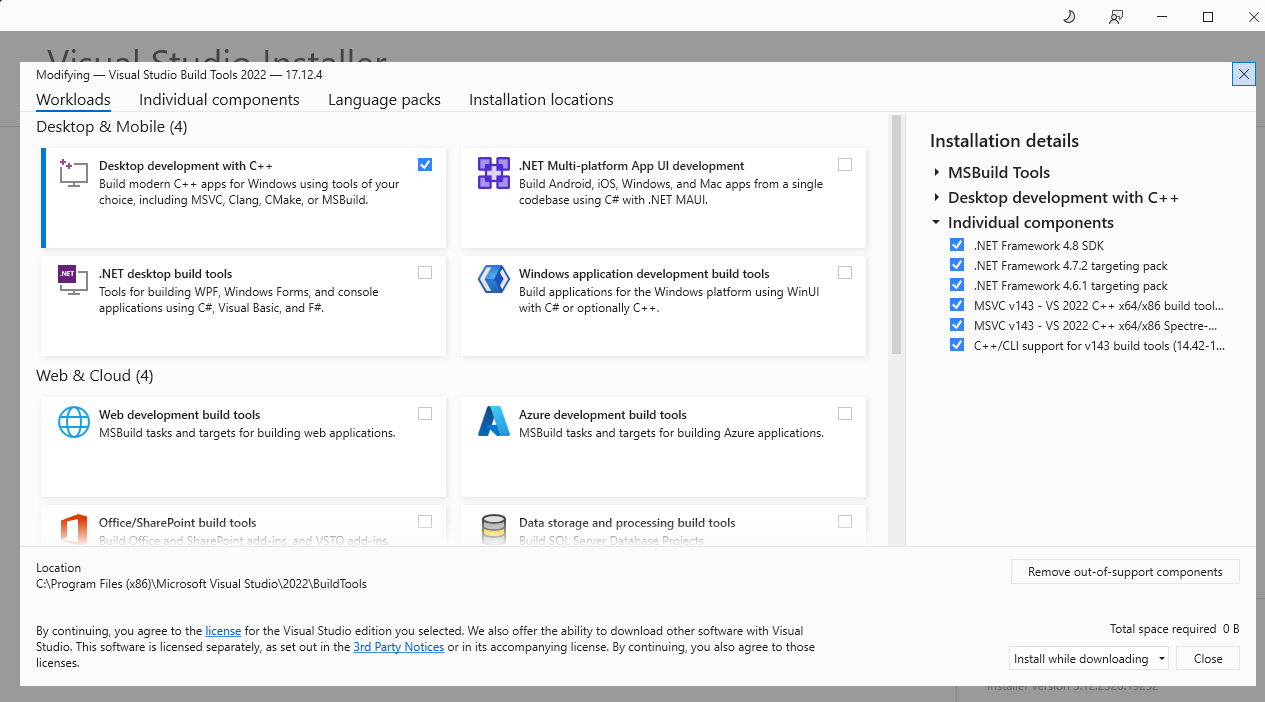 Visual Studio Installer
Modifying — Visual Studio Build Tools 2022 — 17.12.4
Workloads
Individual components
Language packs
Installation locations
Desktop & Mobile (4)
Desktop development with C++
Build modern C++ apps for Windows using tools of your
choice, including MSVC, Clang, CMake, or MSBuild.
.NET Multi-platform App UI development
Build Android, iOS, Windows, and Mac apps from a single
codebase using C# with .NET MAUI.
.NET
.NET desktop build tools
Tools for building WPF, Windows Forms, and console
applications using C#, Visual Basic, and F#.
Windows application development build tools
Build applications for the Windows platform using WinUI
with C# or optionally C++.
Web & Cloud (4)
Web development build tools
MSBuild tasks and targets for building web applications.
Azure development build tools
MSBuild tasks and targets for building Azure applications.
Office/SharePoint build tools
Build Office and SharePoint add-ins, and VSTO add-ins.
Data storage and processing build tools
Build SQL Server Database Projects
Installation details
MSBuild Tools
Desktop development with C++
Individual components
.NET Framework 4.8 SDK
.NET Framework 4.7.2 targeting pack
.NET Framework 4.6.1 targeting pack
MSVC v143 - VS 2022 C++ x64/x86 build tool...
MSVC v143 - VS 2022 C++ x64/x86 Spectre-...
C++/CLI support for v143 build tools (14.42-1...
Location
C:\Program Files (x86)\Microsoft Visual Studio\2022\BuildTools
Remove out-of-support components
By continuing, you agree to the license for the Visual Studio edition you selected. We also offer the ability to download other software with Visual
Studio. This software is licensed separately, as set out in the 3rd Party Notices or in its accompanying license. By continuing, you also agree to those
licenses.
Total space required 0 B
Install while downloading
Close
Installer version